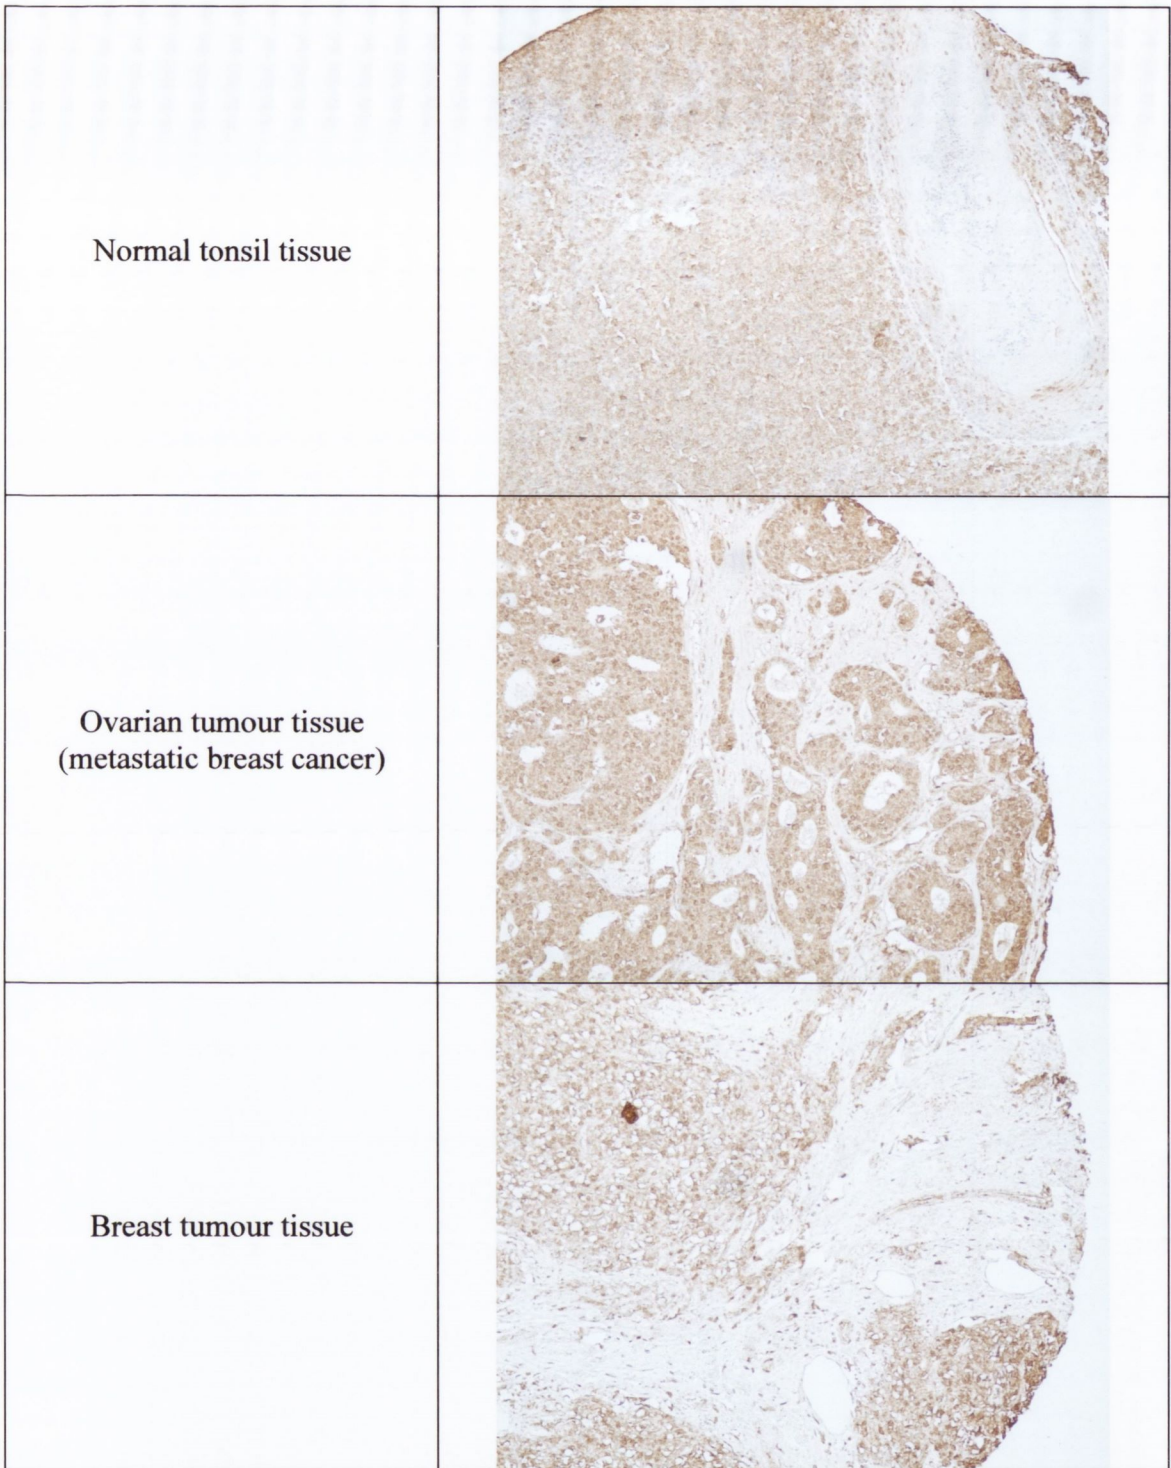 Normal tonsil tissue
Ovarian tumour tissue
(metastatic breast cancer)
Breast tumour tissue